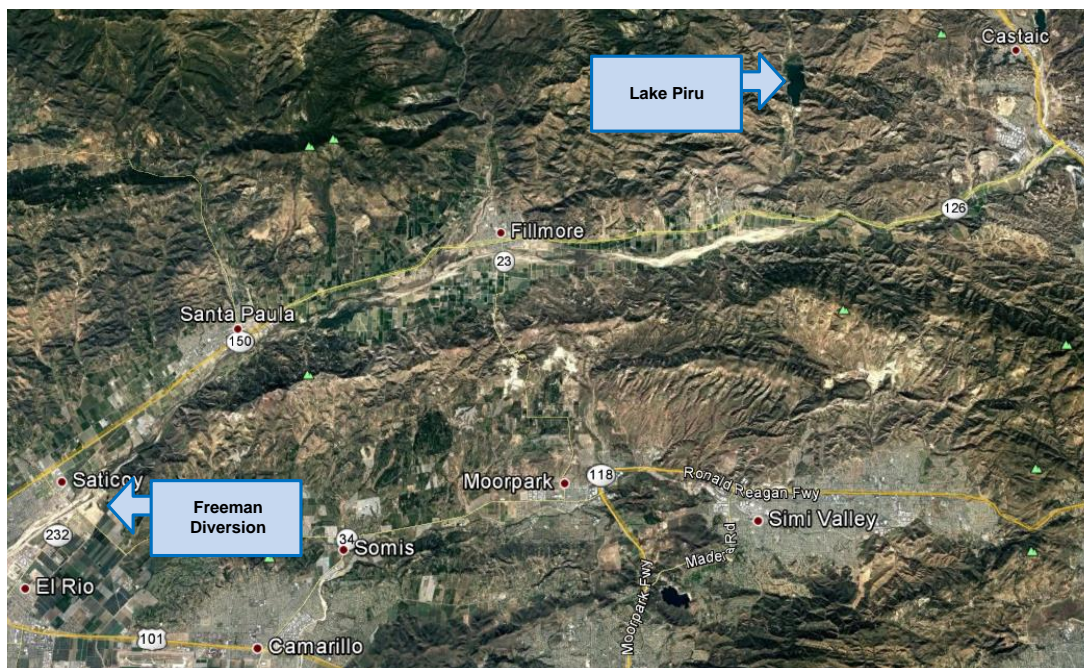 Castaic
Lake Piru
126
Fillmore
23
Santa Paula
150
Saticoy
Freeman
Diversion
232
El Rio
101
Camarillo
34
Somis
Moorpark
118
Ronald Reagan Fwy
Simi Valley
Madera Rd
Moorpark Fwy